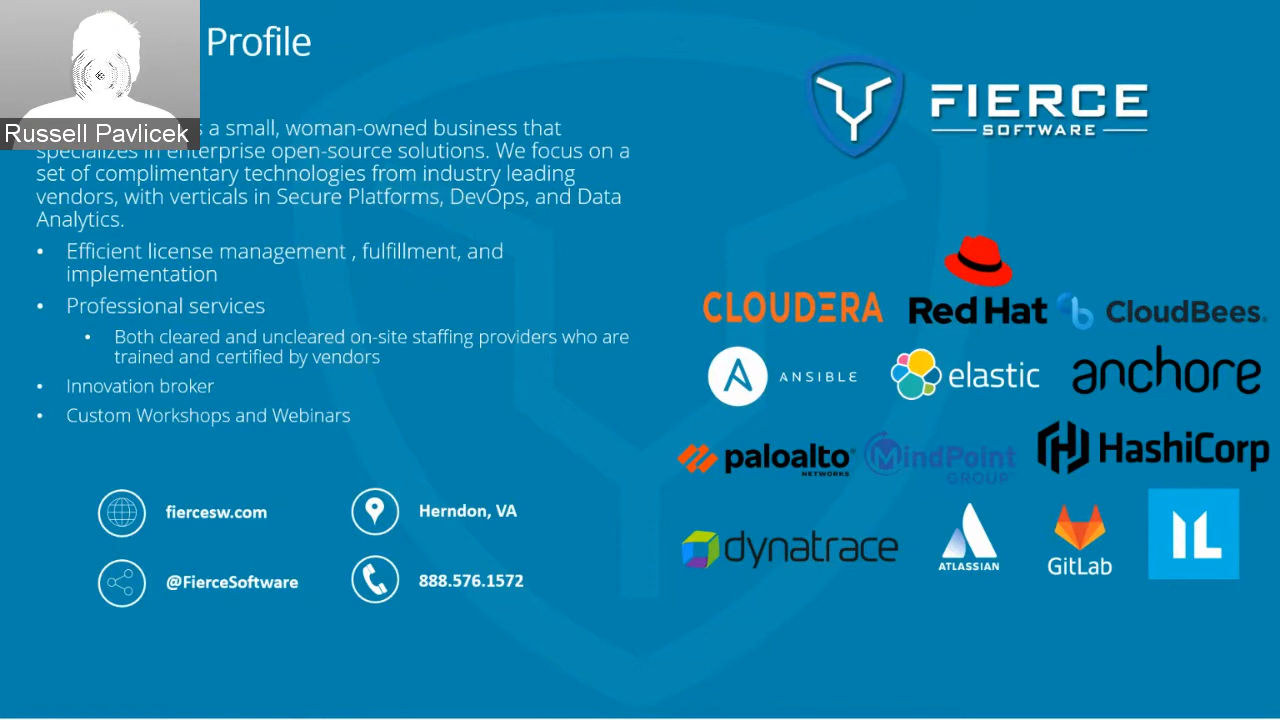 Profile
FIERCE
SOFTWARE
Russell Pavlicek
a small, woman-owned business that
specializes in enterprise open-source solutions. We focus on a
set of complimentary technologies from industry leading
vendors, with verticals in Secure Platforms, DevOps, and Data
Analytics.
• Efficient license management , fulfillment, and
implementation
• Professional services
• Both cleared and uncleared on-site staffing providers who are
trained and certified by vendors
• Innovation broker
• Custom Workshops and Webinars
fiercesw.com
Herndon, VA
@FierceSoftware
888.576.1572
CLOUDERA
Red Hat
CloudBees.
ANSIBLE
elastic
anchore
paloalto
NETWORKS
MindPoint
GROUP
HashiCorp
dynatrace
ATLASSIAN
GitLab
IL